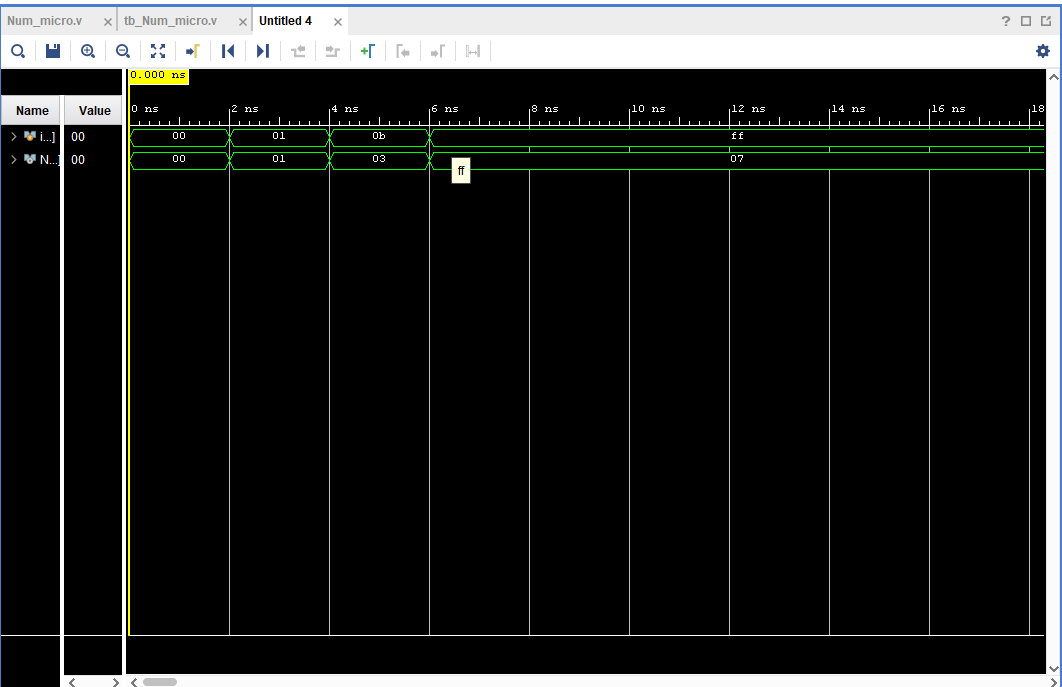 Num_micro.v × tb_Num_micro.v × Untitled 4 × ?
0.000 ns
Name Value 0 ns 2 ns 4 ns 6 ns 8 ns 10 ns 12 ns 14 ns 16 ns 18
i...] 00 00 01 0b ff
N...] 00 00 01 03 07
ff